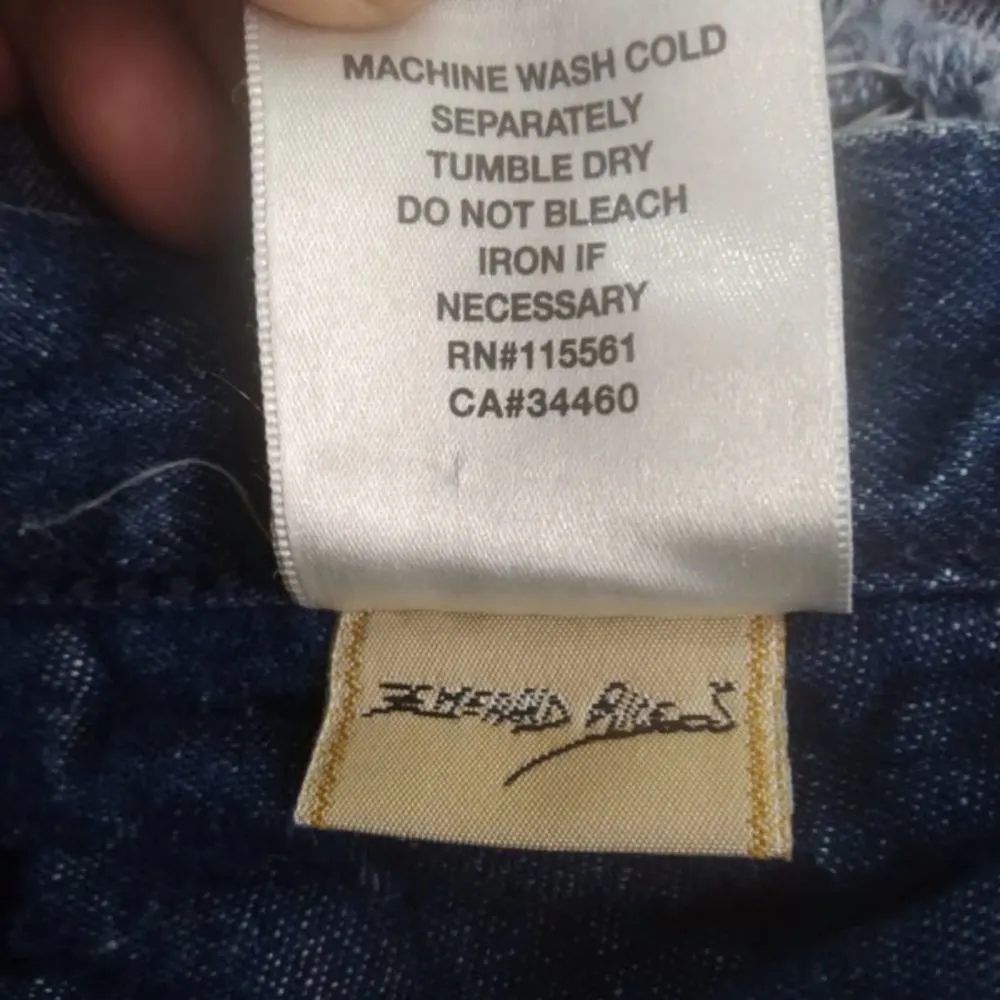 MACHINE WASH COLD
SEPARATELY
TUMBLE DRY
DO NOT BLEACH
IRON IF
NECESSARY
RN#115561
CA#34460